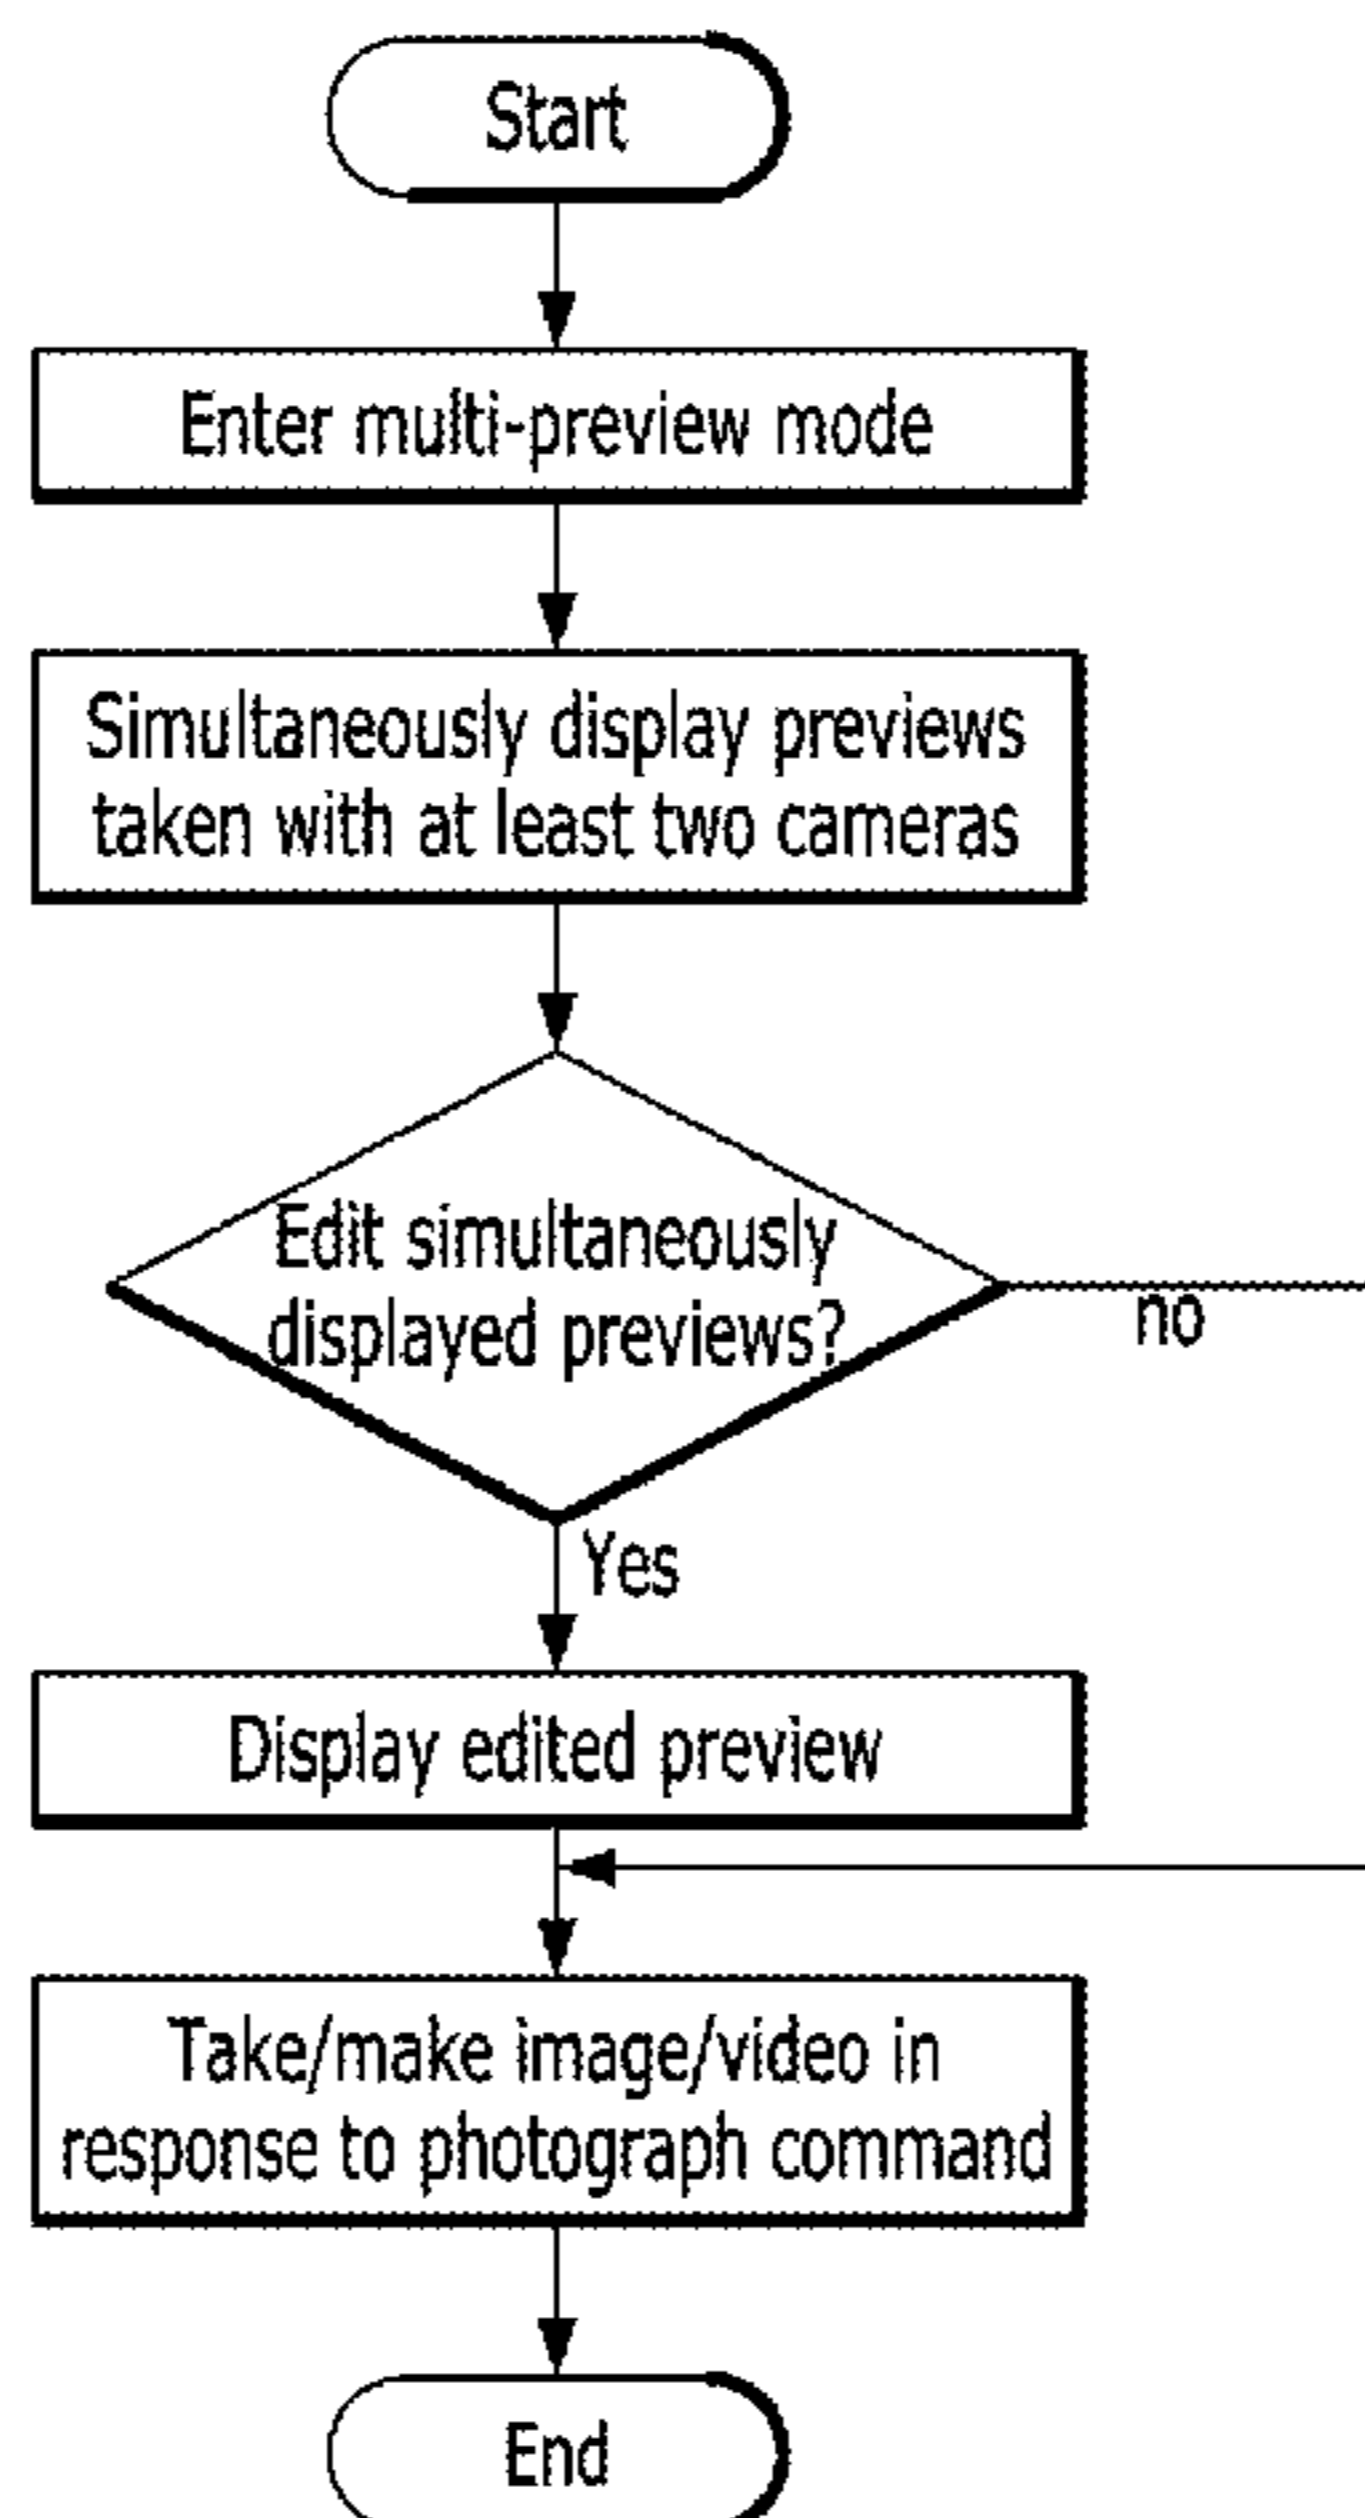 Start
Enter multi-preview mode
Simultaneously display previews
taken with at least two cameras
Edit simultaneously
displayed previews?
no
Yes
Display edited preview
Take/make image/video in
response to photograph command
End